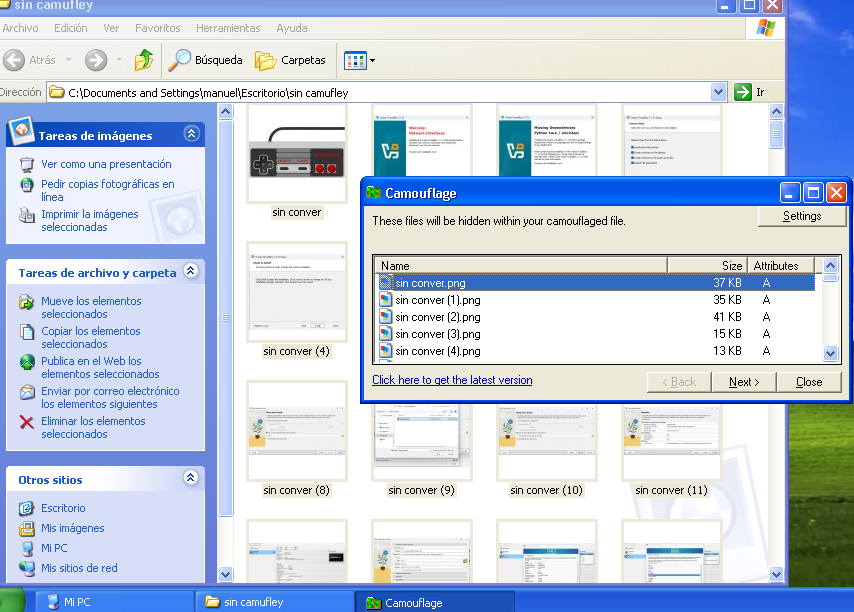 sin camufley
Archivo Edición Ver Favoritos Herramientas Ayuda
Atrás Búsqueda Carpetas
Dirección C:\Documents and Settings\manuel\Escritorio\sin camufley Ir
Tareas de imágenes
Ver como una presentación
Pedir copias fotográficas en
línea
Imprimir la imágenes
seleccionadas
Tareas de archivo y carpeta
Mueve los elementos
seleccionados
Copiar los elementos
seleccionados
Publica en el Web los
elementos seleccionados
Enviar por correo electrónico
los elementos siguientes
Eliminar los elementos
seleccionados
Otros sitios
Escritorio
Mis imágenes
Mi PC
Mis sitios de red
Warning:
Network Interfaces
Missing Dependencies
Python Core / win32api
sin conver
sin conver (4)
sin conver (8)
sin conver (9)
sin conver (10)
sin conver (11)
Camouflage
These files will be hidden within your camouflaged file.
Settings
Name Size Attributes
sin conver.png 37 KB A
sin conver (1).png 35 KB A
sin conver (2).png 41 KB A
sin conver (3).png 15 KB A
sin conver (4).png 13 KB A
Click here to get the latest version
< Back Next > Close
Mi PC sin camufley Camouflage